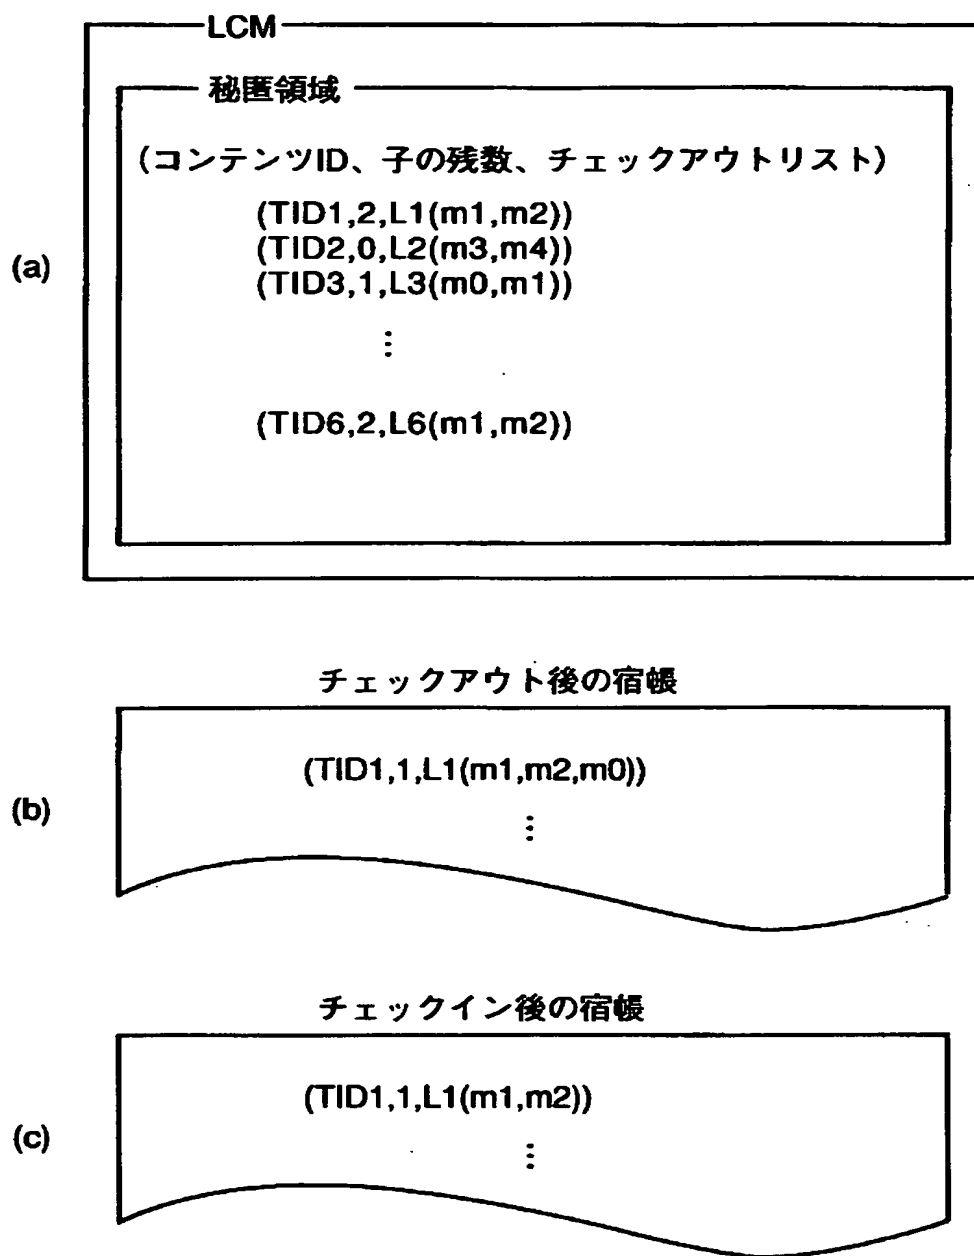 LCM
秘匿領域
(コンテンツID、子の残数、チェックアウトリスト)
(TID1,2,L1(m1,m2))
(TID2,0,L2(m3,m4))
(TID3,1,L3(m0,m1))
⋮
(TID6,2,L6(m1,m2))
(a)
チェックアウト後の宿帳
(TID1,1,L1(m1,m2,m0))
⋮
(b)
チェックイン後の宿帳
(TID1,1,L1(m1,m2))
⋮
(c)